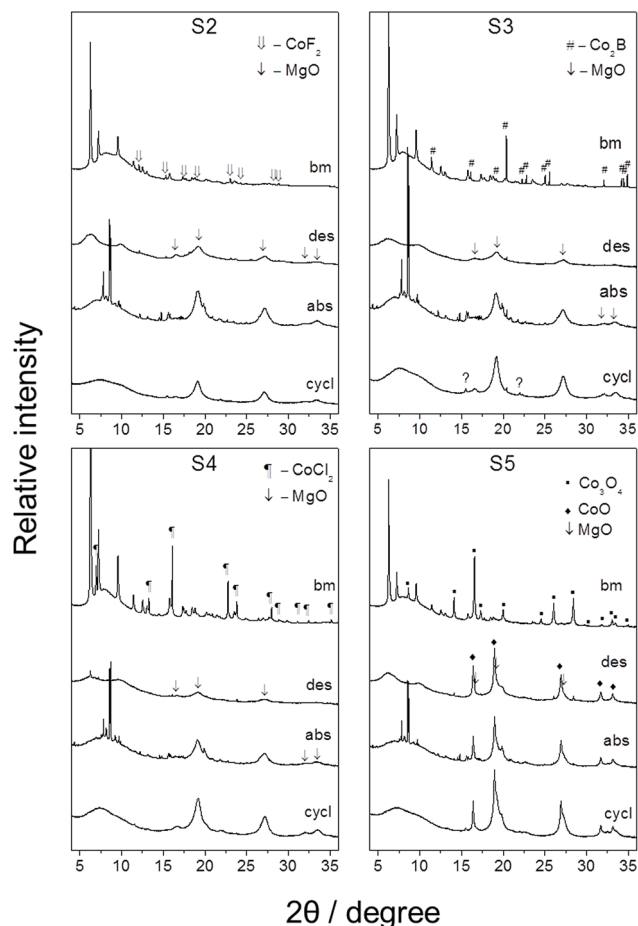 S2
⇓ – CoF₂
↓ – MgO
bm
des
abs
cycl
5 10 15 20 25 30 35
S3
# – Co₂B
↓ – MgO
# # # # # # # # # # #
bm
des
abs
? ?
cycl
5 10 15 20 25 30 35
S4
¶ – CoCl₂
↓ – MgO
¶ ¶ ¶ ¶ ¶ ¶ ¶ ¶ ¶ ¶
bm
des
abs
cycl
5 10 15 20 25 30 35
S5
▪ Co₃O₄
◆ CoO
↓ MgO
bm
des
abs
cycl
5 10 15 20 25 30 35
Relative intensity
2θ / degree